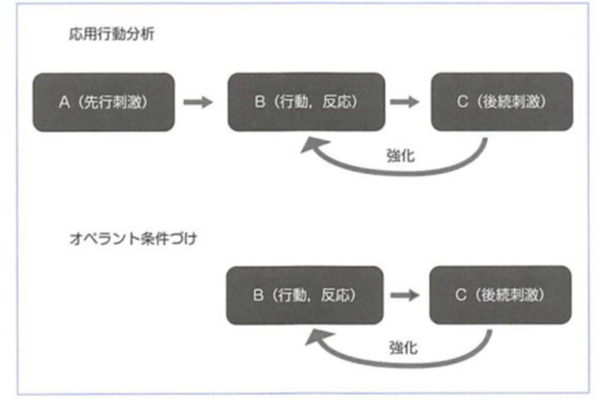 応用行動分析
A（先行刺激）
B（行動，反応）
C（後続刺激）
強化
オペラント条件づけ
B（行動，反応）
C（後続刺激）
強化